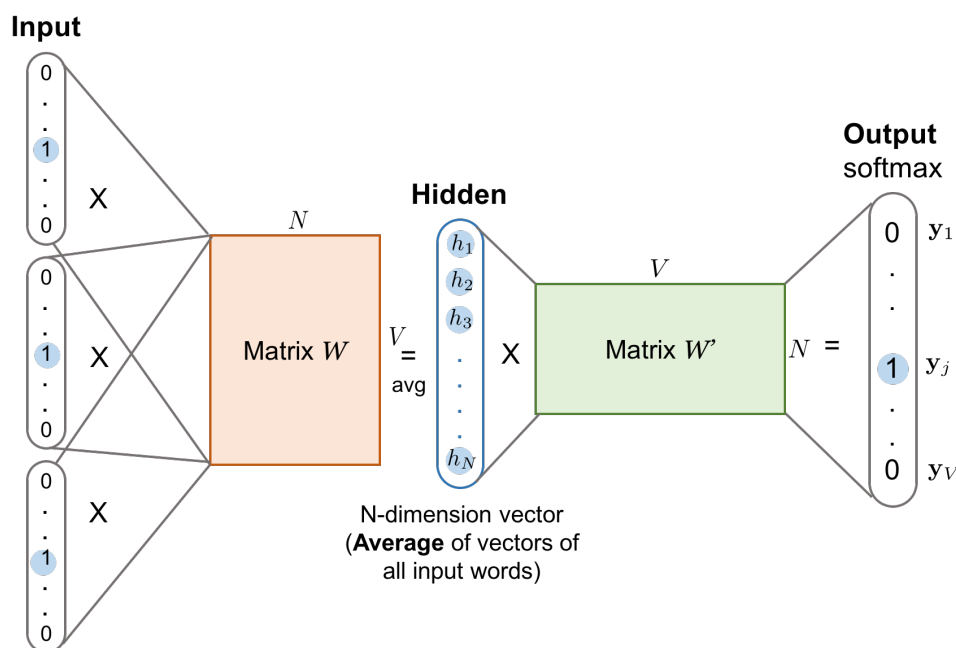 Input
0
.
.
1
.
.
0
X
0
.
.
1
.
.
0
X
0
.
.
1
.
.
0
X
N
Matrix W
V
=
avg
Hidden
h1
h2
h3
.
.
.
.
hN
N-dimension vector
(Average of vectors of
all input words)
X
V
Matrix W’
N =
Output
softmax
0 y1
.
.
1 yj
.
.
0 yV